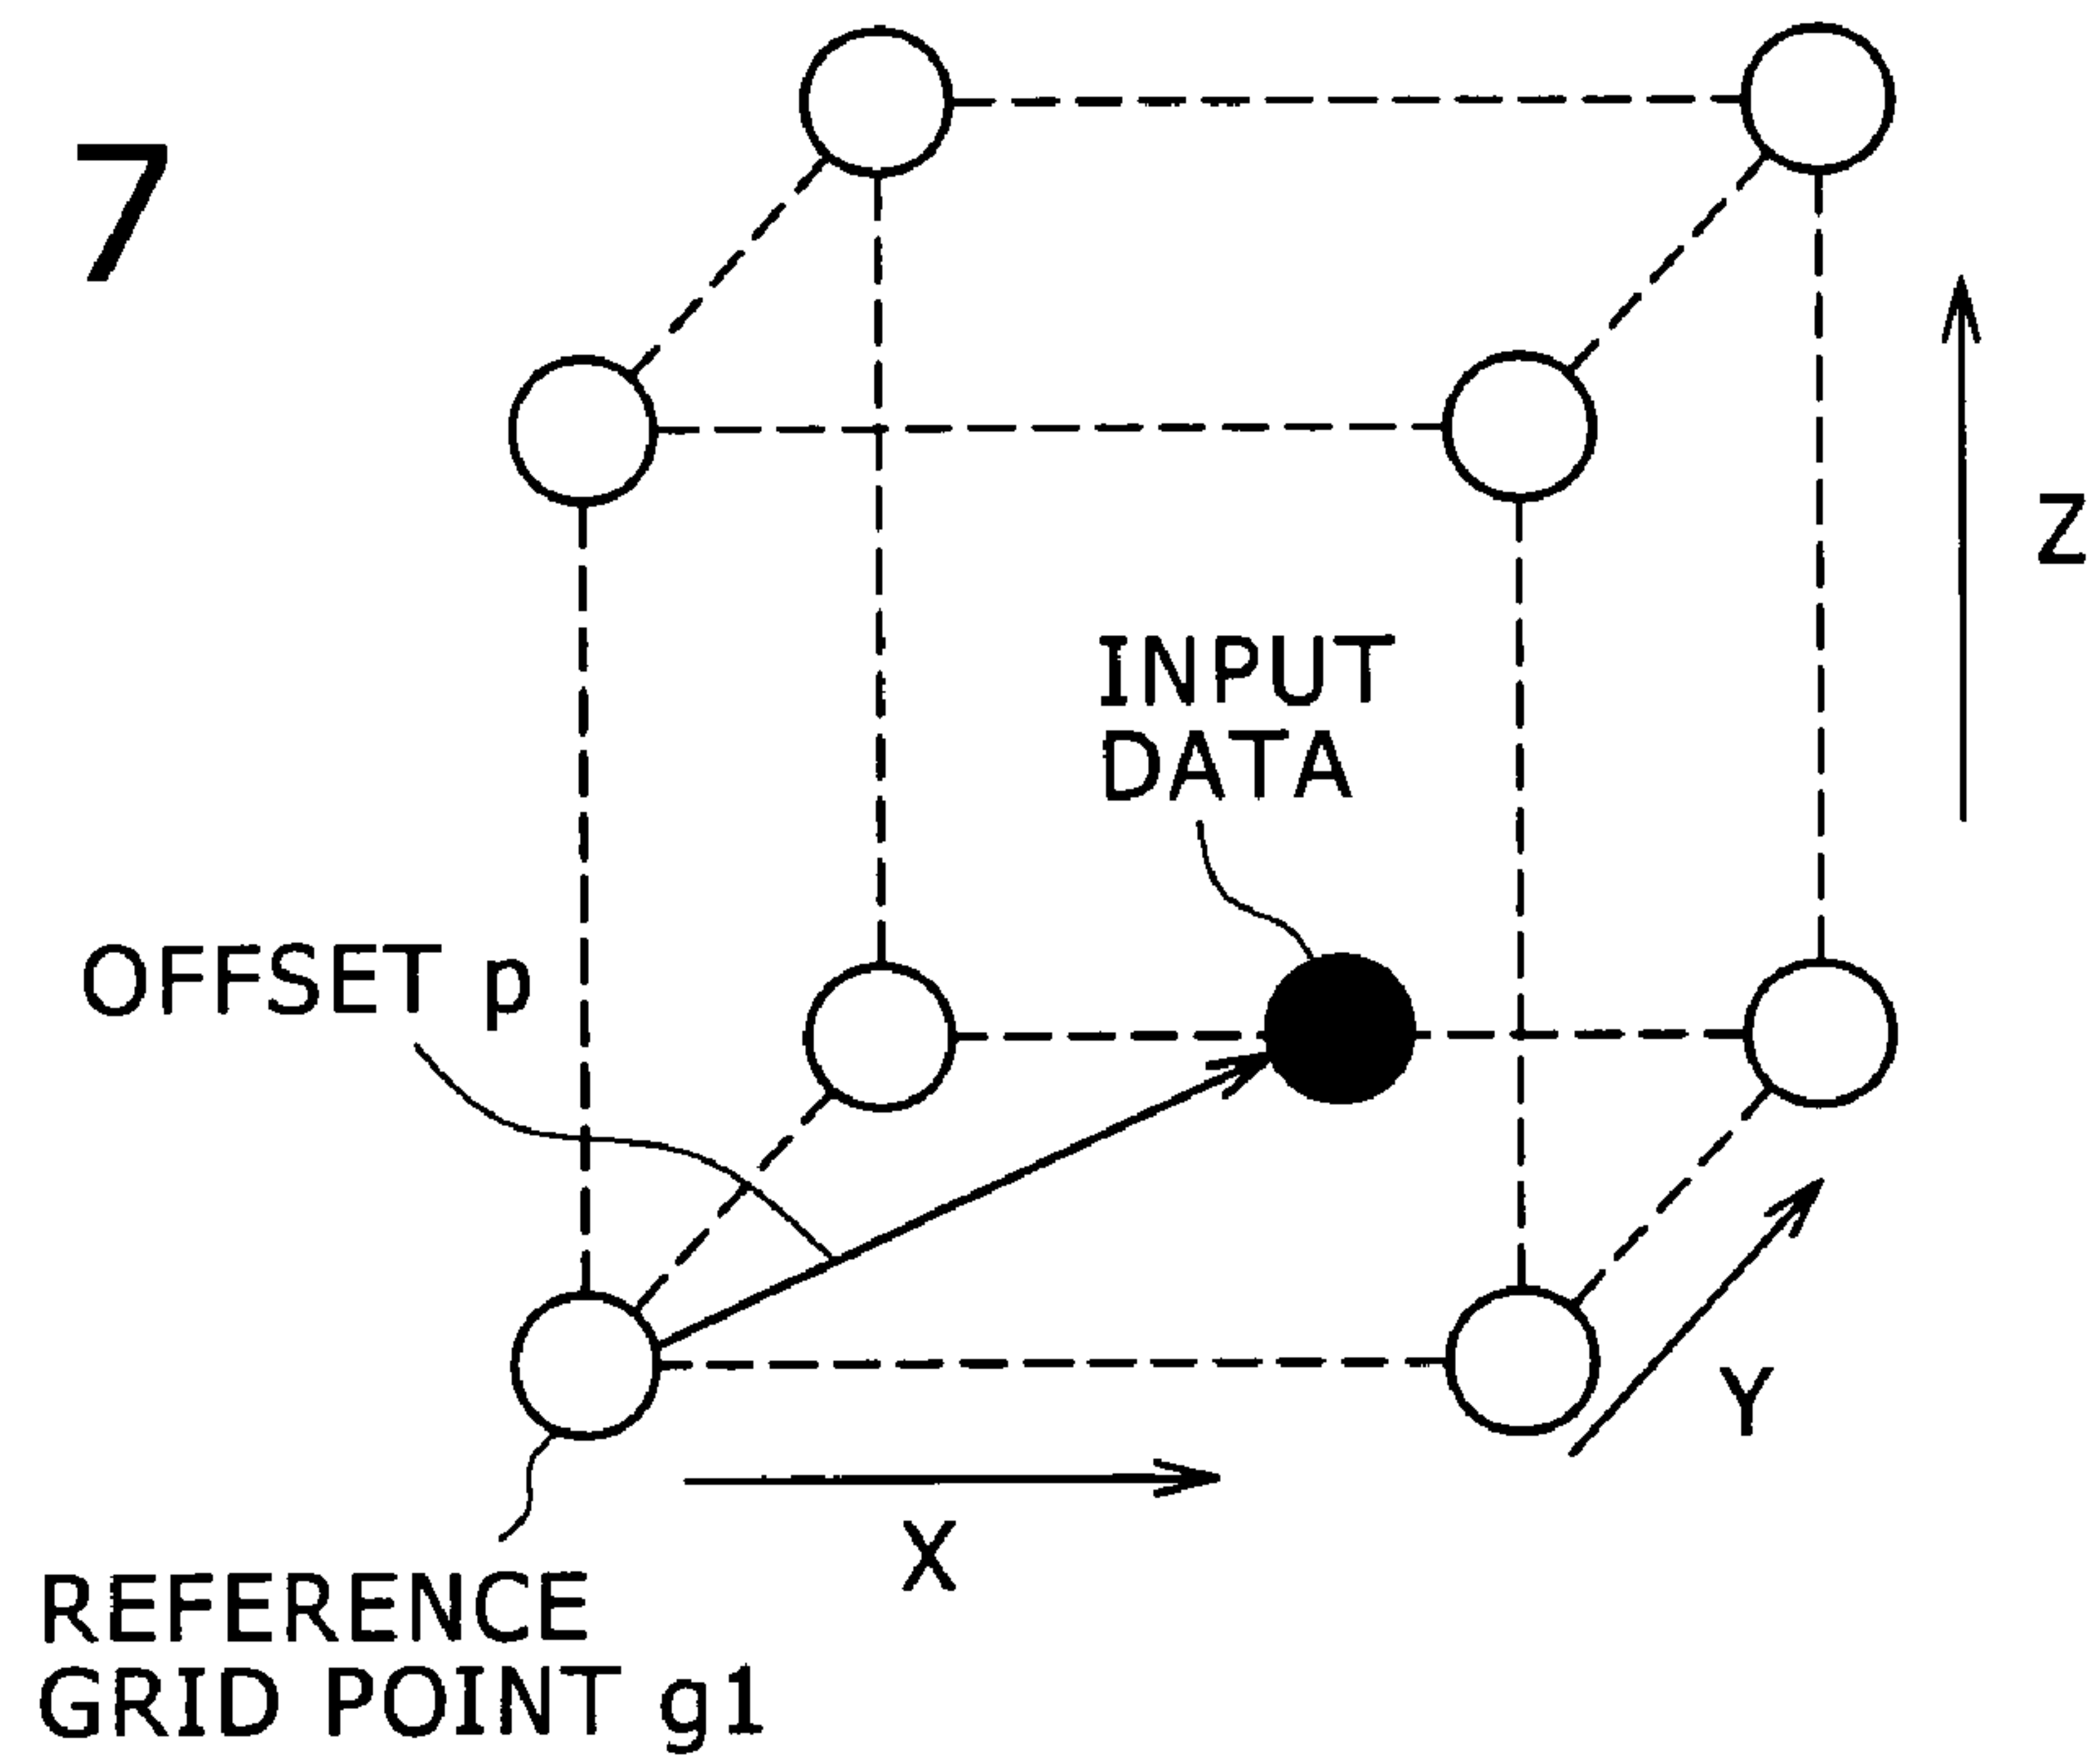 7
Z
INPUT
DATA
OFFSET p
Y
X
REFERENCE
GRID POINT g1